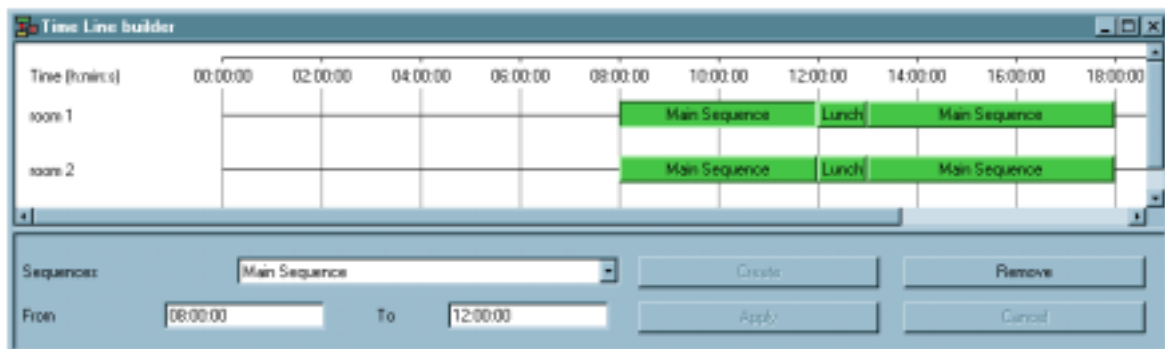 Time Line builder
Time (h:min:s) 00:00:00 02:00:00 04:00:00 06:00:00 08:00:00 10:00:00 12:00:00 14:00:00 16:00:00 18:00:00
room 1 Main Sequence Lunch Main Sequence
room 2 Main Sequence Lunch Main Sequence
Sequences Main Sequence Create Remove
From 08:00:00 To 12:00:00 Apply Cancel